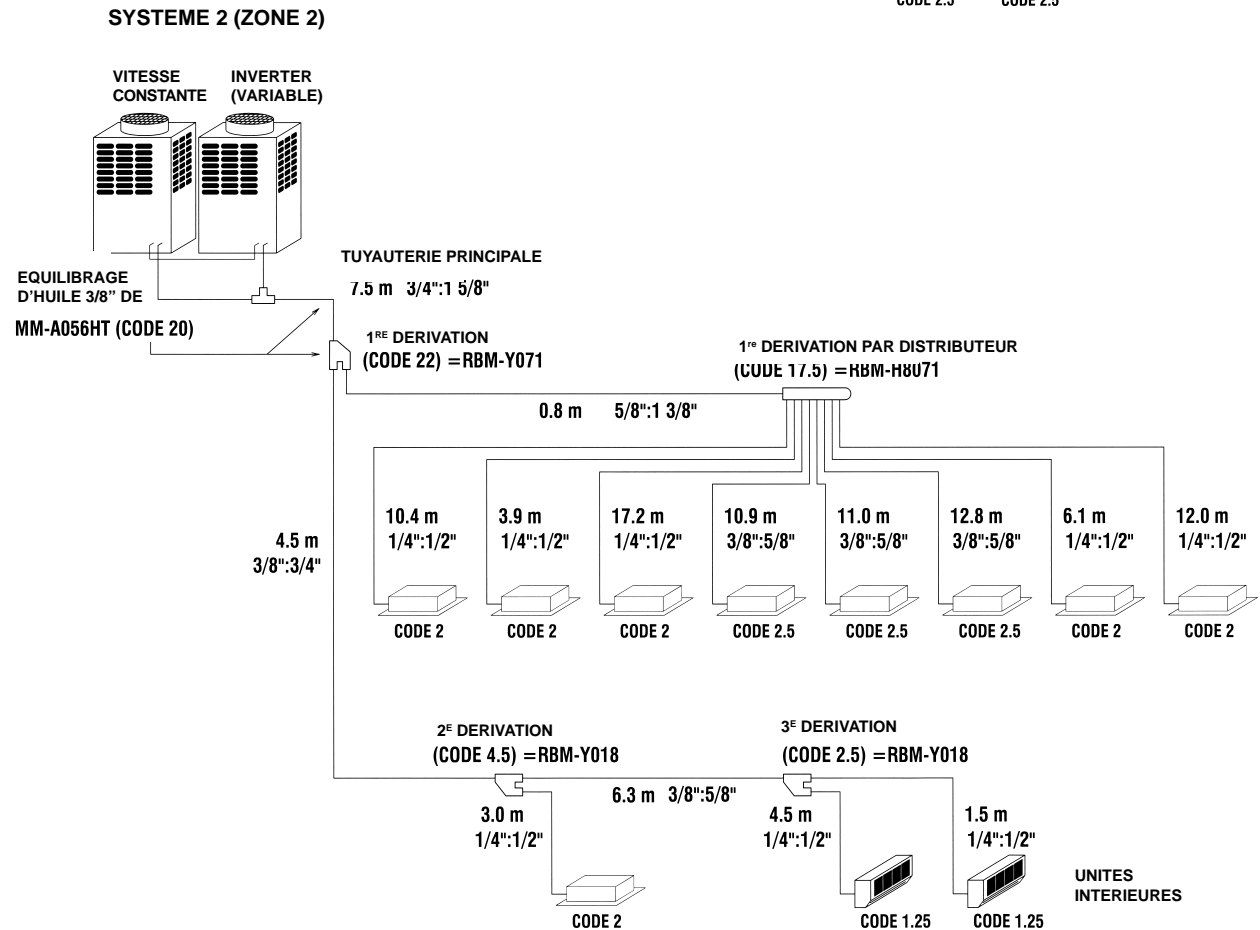 CODE 2.5 CODE 2.5
SYSTEME 2 (ZONE 2)
VITESSE
CONSTANTE
INVERTER
(VARIABLE)
TUYAUTERIE PRINCIPALE
7.5 m 3/4":1 5/8"
EQUILIBRAGE
D'HUILE 3/8” DE
MM-A056HT (CODE 20)
1RE DERIVATION
(CODE 22) =RBM-Y071
1re DERIVATION PAR DISTRIBUTEUR
(CODE 17.5) =RBM-H8071
0.8 m 5/8":1 3/8"
10.4 m
1/4":1/2"
3.9 m
1/4":1/2"
17.2 m
1/4":1/2"
10.9 m
3/8":5/8"
11.0 m
3/8":5/8"
12.8 m
3/8":5/8"
6.1 m
1/4":1/2"
12.0 m
1/4":1/2"
4.5 m
3/8":3/4"
CODE 2
CODE 2
CODE 2
CODE 2.5
CODE 2.5
CODE 2.5
CODE 2
CODE 2
2E DERIVATION
(CODE 4.5) =RBM-Y018
3E DERIVATION
(CODE 2.5) =RBM-Y018
6.3 m 3/8":5/8"
3.0 m
1/4":1/2"
4.5 m
1/4":1/2"
1.5 m
1/4":1/2"
UNITES
INTERIEURES
CODE 2
CODE 1.25
CODE 1.25